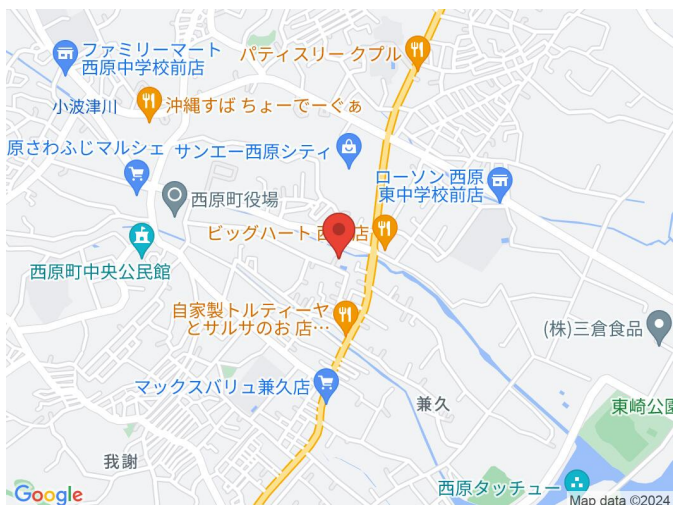 ファミリーマート
西原中学校前店
パティスリー クプル
小波津川
沖縄すば ちょーでーぐぁ
原さわふじマルシェ
サンエー西原シティ
ローソン 西原
東中学校前店
西原町役場
ビッグハート 西
店
西原町中央公民館
自家製トルティーヤ
とサルサのお 店…
(株)三倉食品
マックスバリュ兼久店
兼久
東崎公園
我謝
西原タッチュー
Google
Map data ©2024